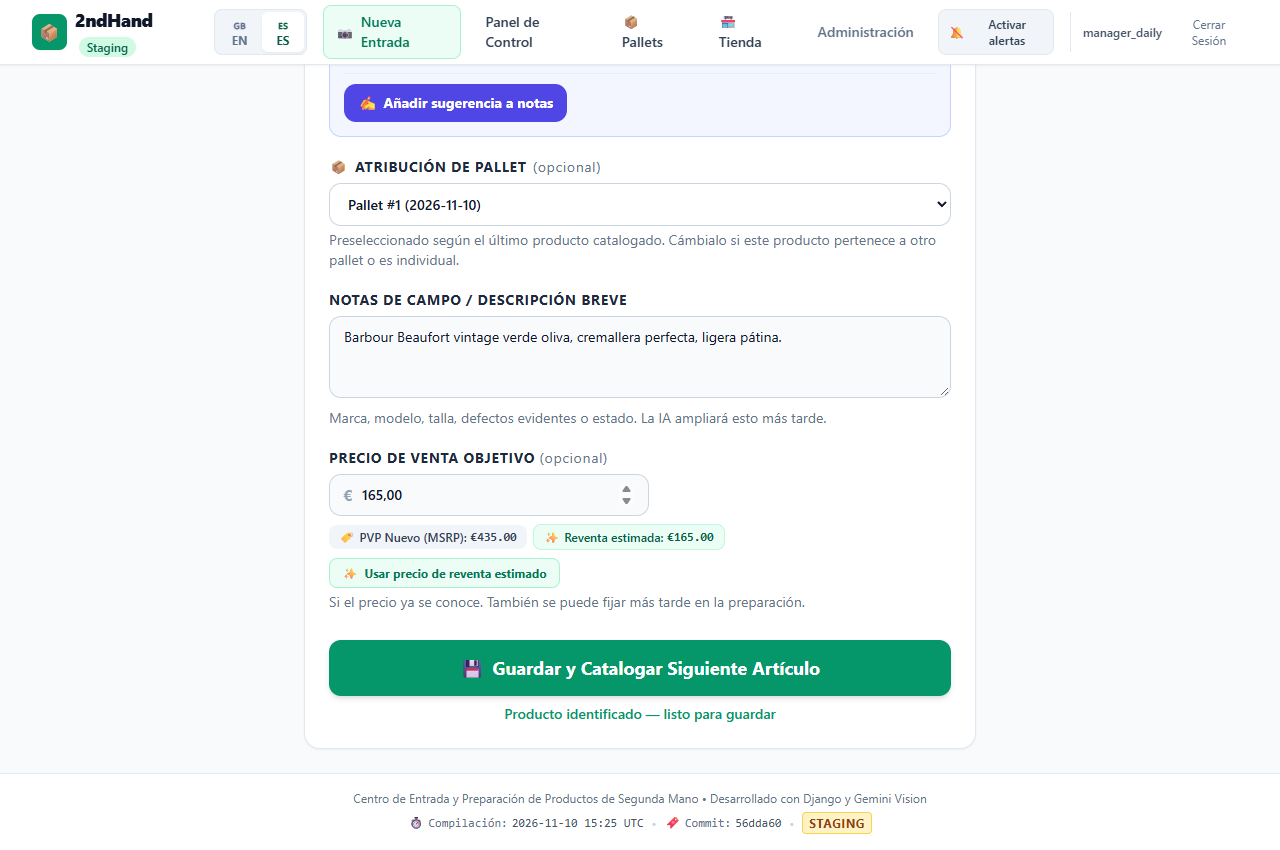 2ndHand
Staging
GB
EN
ES
ES
Nueva
Entrada
Panel de
Control
Pallets
Tienda
Administración
Activar
alertas
manager_daily
Cerrar
Sesión
Añadir sugerencia a notas
ATRIBUCIÓN DE PALLET (opcional)
Pallet #1 (2026-11-10)
Preseleccionado según el último producto catalogado. Cámbialo si este producto pertenece a otro
pallet o es individual.
NOTAS DE CAMPO / DESCRIPCIÓN BREVE
Barbour Beaufort vintage verde oliva, cremallera perfecta, ligera pátina.
Marca, modelo, talla, defectos evidentes o estado. La IA ampliará esto más tarde.
PRECIO DE VENTA OBJETIVO (opcional)
€ 165,00
PVP Nuevo (MSRP): €435.00
Reventa estimada: €165.00
Usar precio de reventa estimado
Si el precio ya se conoce. También se puede fijar más tarde en la preparación.
Guardar y Catalogar Siguiente Artículo
Producto identificado — listo para guardar
Centro de Entrada y Preparación de Productos de Segunda Mano • Desarrollado con Django y Gemini Vision
Compilación: 2026-11-10 15:25 UTC • Commit: 56dda60 • STAGING